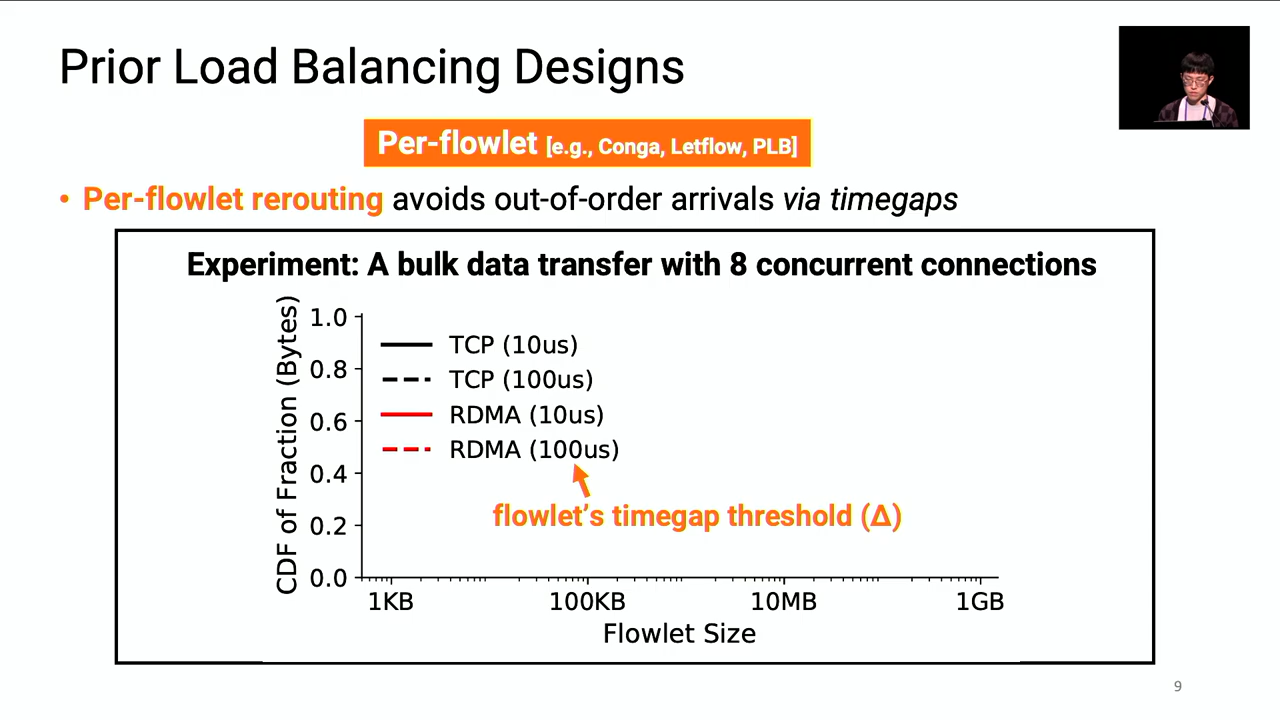 Prior Load Balancing Designs
Per-flowlet [e.g., Conga, Letflow, PLB]
• Per-flowlet rerouting avoids out-of-order arrivals via timegaps
Experiment: A bulk data transfer with 8 concurrent connections
CDF of Fraction (Bytes)
1.0
0.8
0.6
0.4
0.2
0.0
TCP (10us)
TCP (100us)
RDMA (10us)
RDMA (100us)
flowlet's timegap threshold (Δ)
1KB 100KB 10MB 1GB
Flowlet Size
9